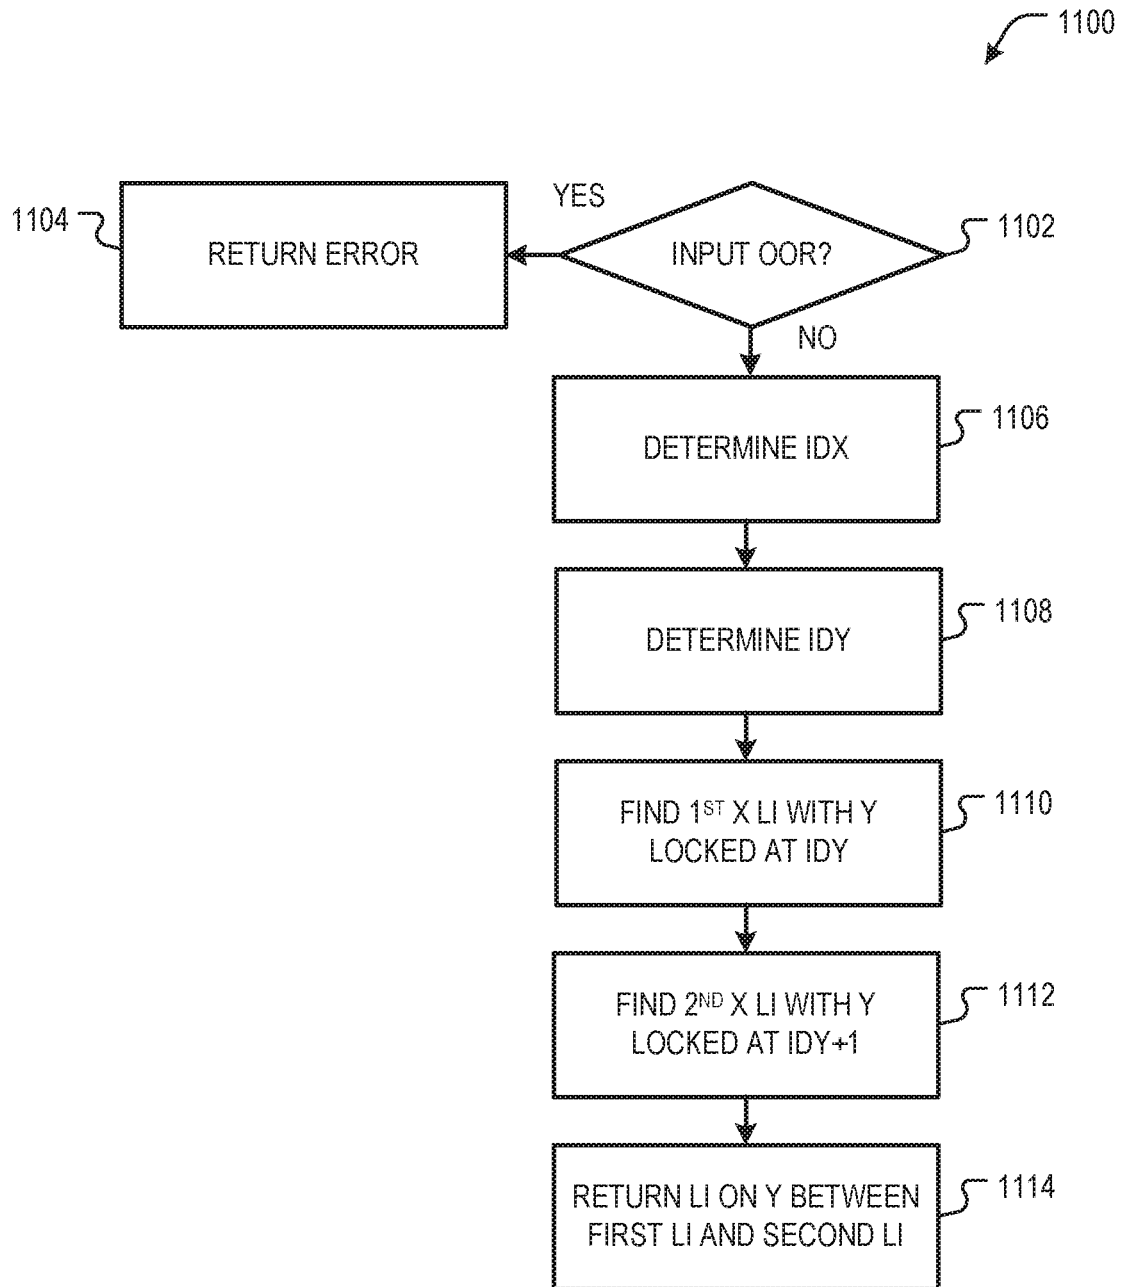 1100
YES
1104
RETURN ERROR
INPUT OOR?
1102
NO
1106
DETERMINE IDX
1108
DETERMINE IDY
1110
FIND 1ST X LI WITH Y
LOCKED AT IDY
1112
FIND 2ND X LI WITH Y
LOCKED AT IDY+1
1114
RETURN LI ON Y BETWEEN
FIRST LI AND SECOND LI